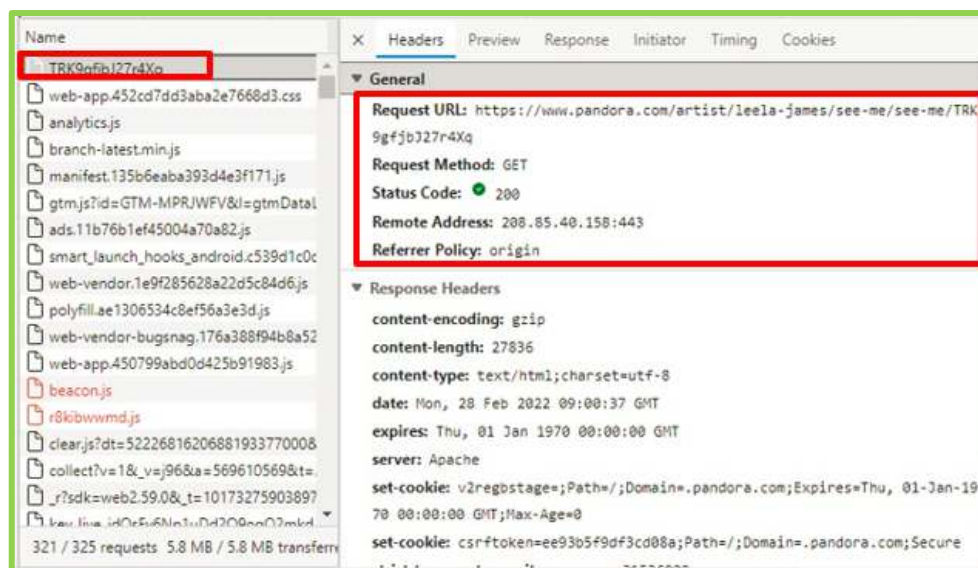 Name
TRK9gfjbJ27r4Xq
web-app.452cd7dd3aba2e7668d3.css
analytics.js
branch-latest.min.js
manifest.135b6eaba393d4e3f171.js
gtm.js?id=GTM-MPRJWFV&l=gtmDataL
ads.11b76b1ef45004a70a82.js
smart_launch_hooks_android.c539d1c0c
web-vendor.1e9f285628a22d5c84d6.js
polyfill.ae1306534c8ef56a3e3d.js
web-vendor-bugsnag.176a388f94b8a52
web-app.450799abd0d425b91983.js
beacon.js
r8kibwwmd.js
clear.js?dt=522268162068819337700​0&
collect?v=1&_v=j96&a=569610569&t=.
_r?sdk=web2.59.0&_t=10173275903897
321 / 325 requests 5.8 MB / 5.8 MB transferre
× Headers Preview Response Initiator Timing Cookies
▼ General
Request URL: https://www.pandora.com/artist/leela-james/see-me/see-me/TRK
9gfjbJ27r4Xq
Request Method: GET
Status Code: 200
Remote Address: 208.85.40.158:443
Referrer Policy: origin
▼ Response Headers
content-encoding: gzip
content-length: 27836
content-type: text/html;charset=utf-8
date: Mon, 28 Feb 2022 09:00:37 GMT
expires: Thu, 01 Jan 1970 00:00:00 GMT
server: Apache
set-cookie: v2regbstage=;Path=/;Domain=.pandora.com;Expires=Thu, 01-Jan-19
70 00:00:00 GMT;Max-Age=0
set-cookie: csrftoken=ee93b5f9df3cd08a;Path=/;Domain=.pandora.com;Secure